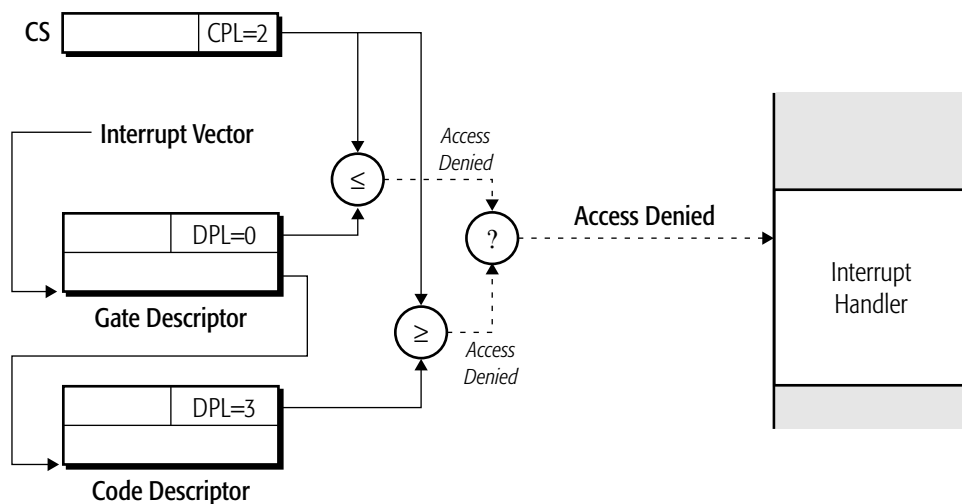 CS
CPL=2
Interrupt Vector
Access
Denied
≤
DPL=0
?
Access Denied
Interrupt
Handler
Gate Descriptor
≥
Access
Denied
DPL=3
Code Descriptor